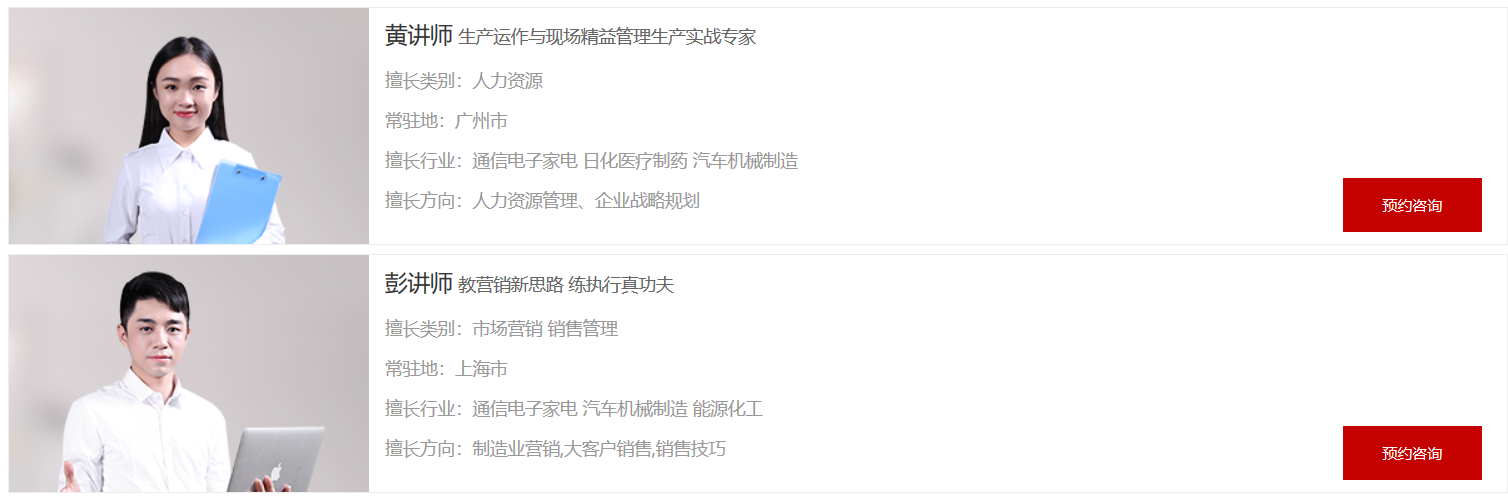 黄讲师 生产运作与现场精益管理生产实战专家
擅长类别：人力资源
常驻地：广州市
擅长行业：通信电子家电 日化医疗制药 汽车机械制造
擅长方向：人力资源管理、企业战略规划
预约咨询
彭讲师 教营销新思路 练执行真功夫
擅长类别：市场营销 销售管理
常驻地：上海市
擅长行业：通信电子家电 汽车机械制造 能源化工
擅长方向：制造业营销,大客户销售,销售技巧
预约咨询